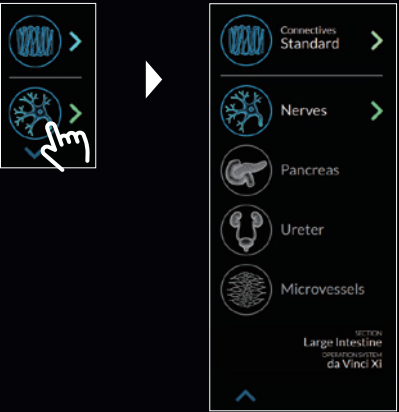 Connectives
Standard
Nerves
Pancreas
Ureter
Microvessels
SECTION
Large Intestine
OPERATION SYSTEM
da Vinci Xi